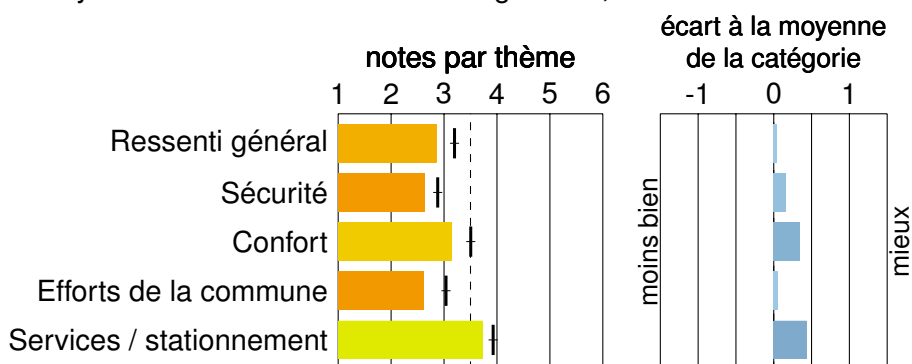 notes par thème
écart à la moyenne
de la catégorie
1 2 3 4 5 6
-1 0 1
Ressenti général
Sécurité
Confort
Efforts de la commune
Services / stationnement
moins bien
mieux